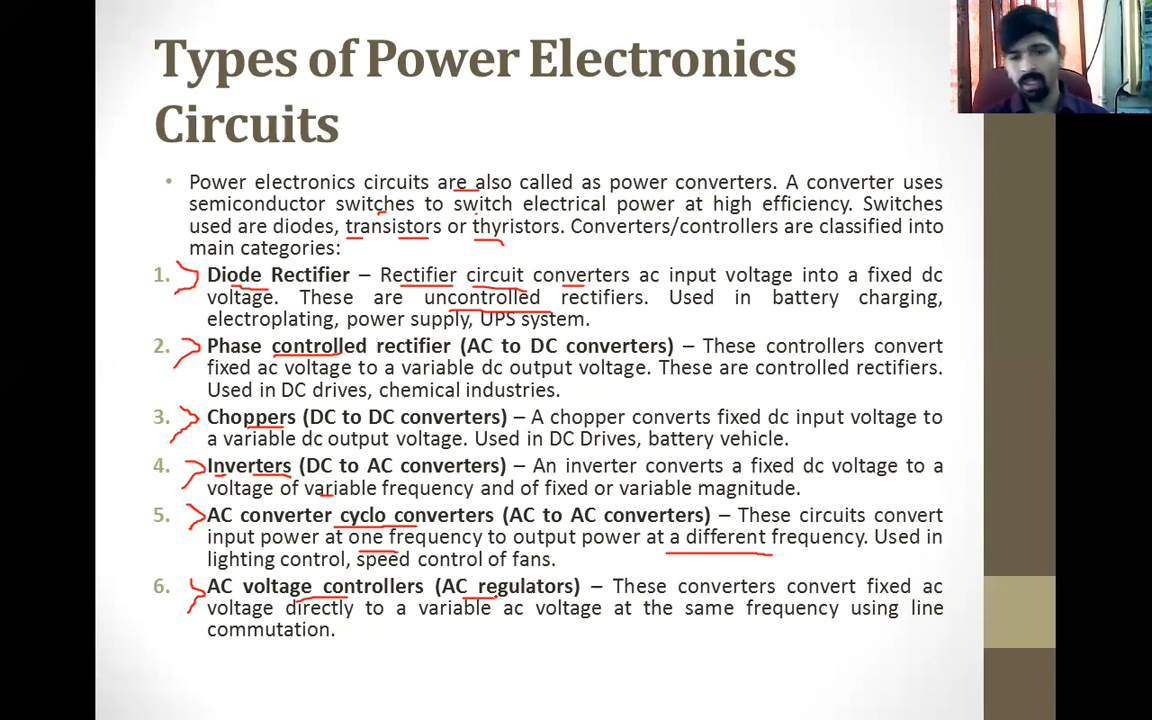 Types of Power Electronics
Circuits
• Power electronics circuits are also called as power converters. A converter uses
semiconductor switches to switch electrical power at high efficiency. Switches
used are diodes, transistors or thyristors. Converters/controllers are classified into
main categories:
1. Diode Rectifier – Rectifier circuit converters ac input voltage into a fixed dc
voltage. These are uncontrolled rectifiers. Used in battery charging,
electroplating, power supply, UPS system.
2. Phase controlled rectifier (AC to DC converters) – These controllers convert
fixed ac voltage to a variable dc output voltage. These are controlled rectifiers.
Used in DC drives, chemical industries.
3. Choppers (DC to DC converters) – A chopper converts fixed dc input voltage to
a variable dc output voltage. Used in DC Drives, battery vehicle.
4. Inverters (DC to AC converters) – An inverter converts a fixed dc voltage to a
voltage of variable frequency and of fixed or variable magnitude.
5. AC converter cyclo converters (AC to AC converters) – These circuits convert
input power at one frequency to output power at a different frequency. Used in
lighting control, speed control of fans.
6. AC voltage controllers (AC regulators) – These converters convert fixed ac
voltage directly to a variable ac voltage at the same frequency using line
commutation.